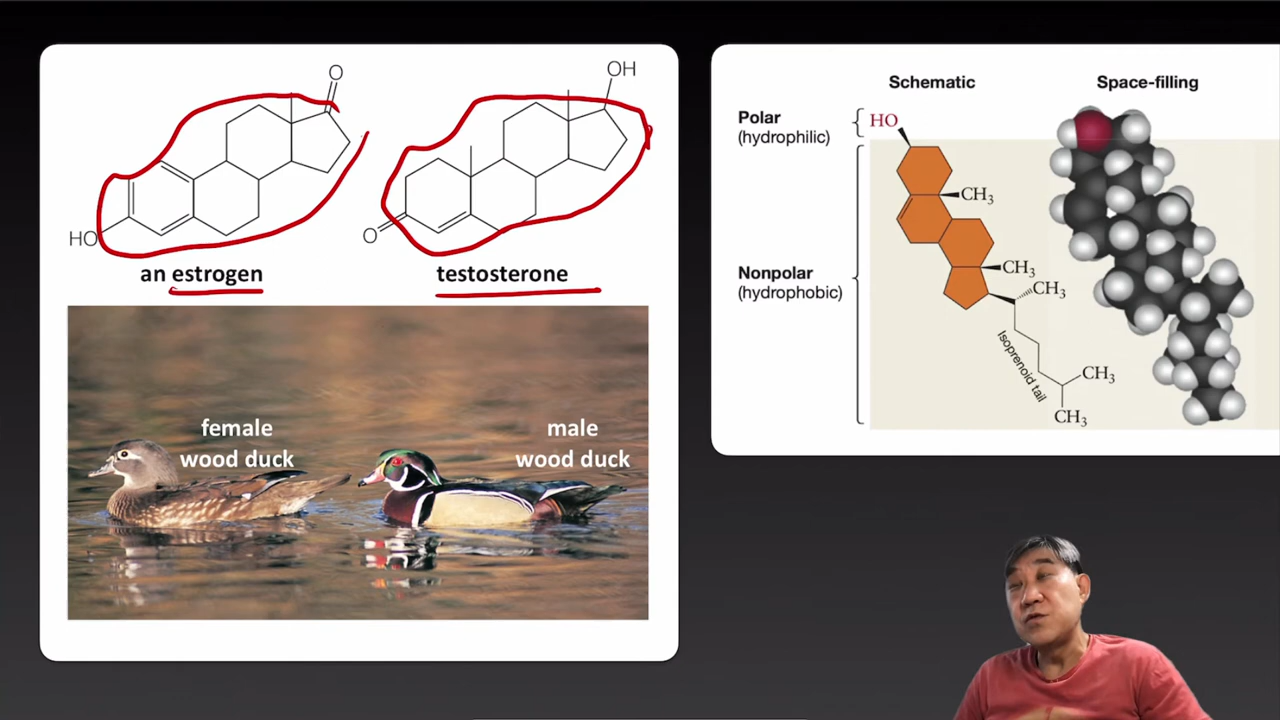 O
OH
HO
O
an estrogen
testosterone
female
wood duck
male
wood duck
Schematic
Space-filling
Polar
(hydrophilic)
HO
CH3
Nonpolar
(hydrophobic)
CH3
CH3
Isoprenoid tail
CH3
CH3